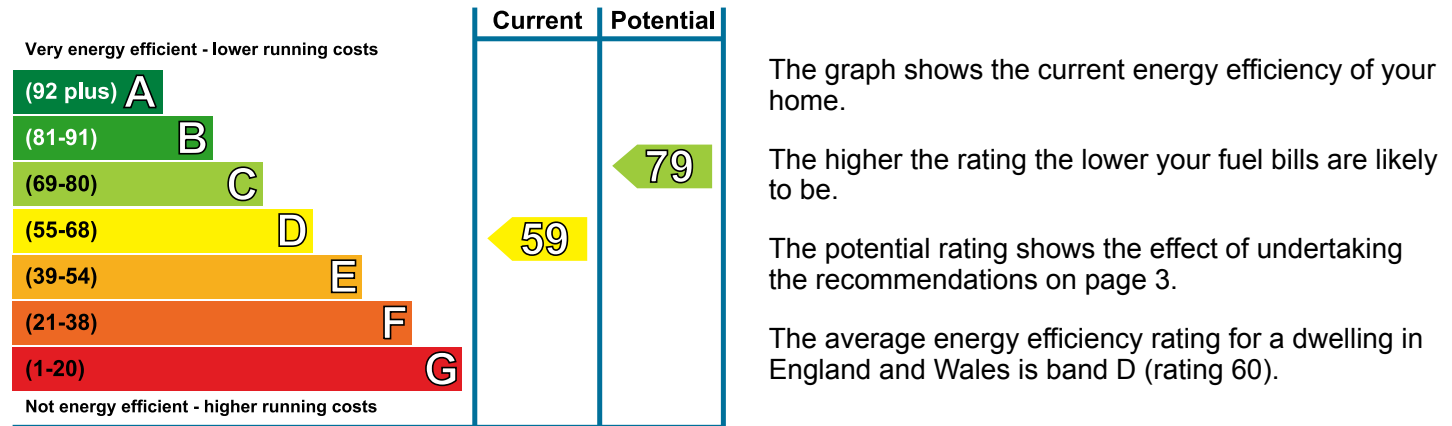 Current Potential
Very energy efficient - lower running costs
(92 plus) A
(81-91) B
(69-80) C
79
(55-68) D
59
(39-54) E
(21-38) F
(1-20) G
Not energy efficient - higher running costs
The graph shows the current energy efficiency of your
home.
The higher the rating the lower your fuel bills are likely
to be.
The potential rating shows the effect of undertaking
the recommendations on page 3.
The average energy efficiency rating for a dwelling in
England and Wales is band D (rating 60).